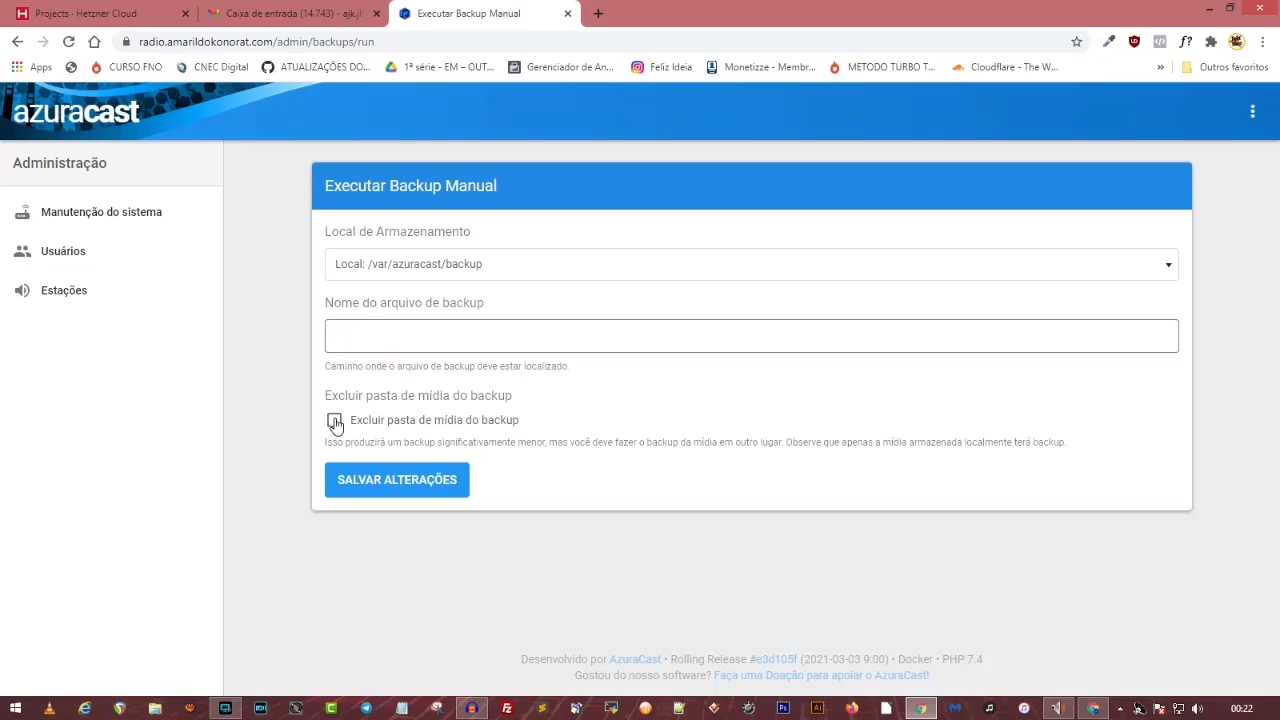 Projects · Hetzner Cloud
Caixa de entrada (14.743) - ajk.jl
Executar Backup Manual
radio.amarildokonorat.com/admin/backups/run
Apps
CURSO FNO
CNEC Digital
ATUALIZAÇÕES DO...
1ª série - EM – OUT...
Gerenciador de An...
Feliz Ideia
Monetizze - Membr...
METODO TURBO T...
Cloudflare - The W...
Outros favoritos
azuracast
Administração
Manutenção do sistema
Usuários
Estações
Executar Backup Manual
Local de Armazenamento
Local: /var/azuracast/backup
Nome do arquivo de backup
Caminho onde o arquivo de backup deve estar localizado.
Excluir pasta de mídia do backup
Excluir pasta de mídia do backup
Isso produzirá um backup significativamente menor, mas você deve fazer o backup da mídia em outro lugar. Observe que apenas a mídia armazenada localmente terá backup.
SALVAR ALTERAÇÕES
Desenvolvido por AzuraCast • Rolling Release #e3d105f (2021-03-03 9:00) • Docker • PHP 7.4
Gostou do nosso software? Faça uma Doação para apoiar o AzuraCast!
00:22